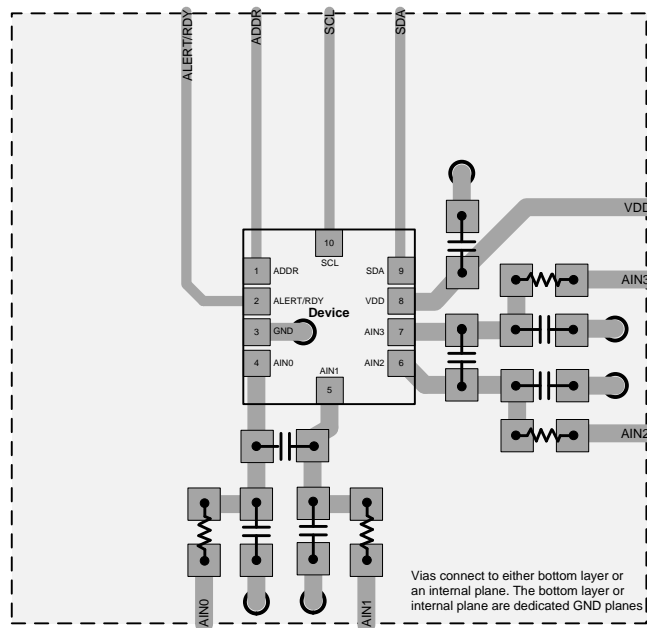 ALERT/RDY
ADDR
SCL
SDA
VDD
10
SCL
1 ADDR
SDA 9
2 ALERT/RDY
VDD 8
Device
3 GND
AIN3 7
4 AIN0
AIN2 6
AIN1
5
AIN3
AIN2
AIN0
AIN1
Vias connect to either bottom layer or
an internal plane. The bottom layer or
internal plane are dedicated GND planes